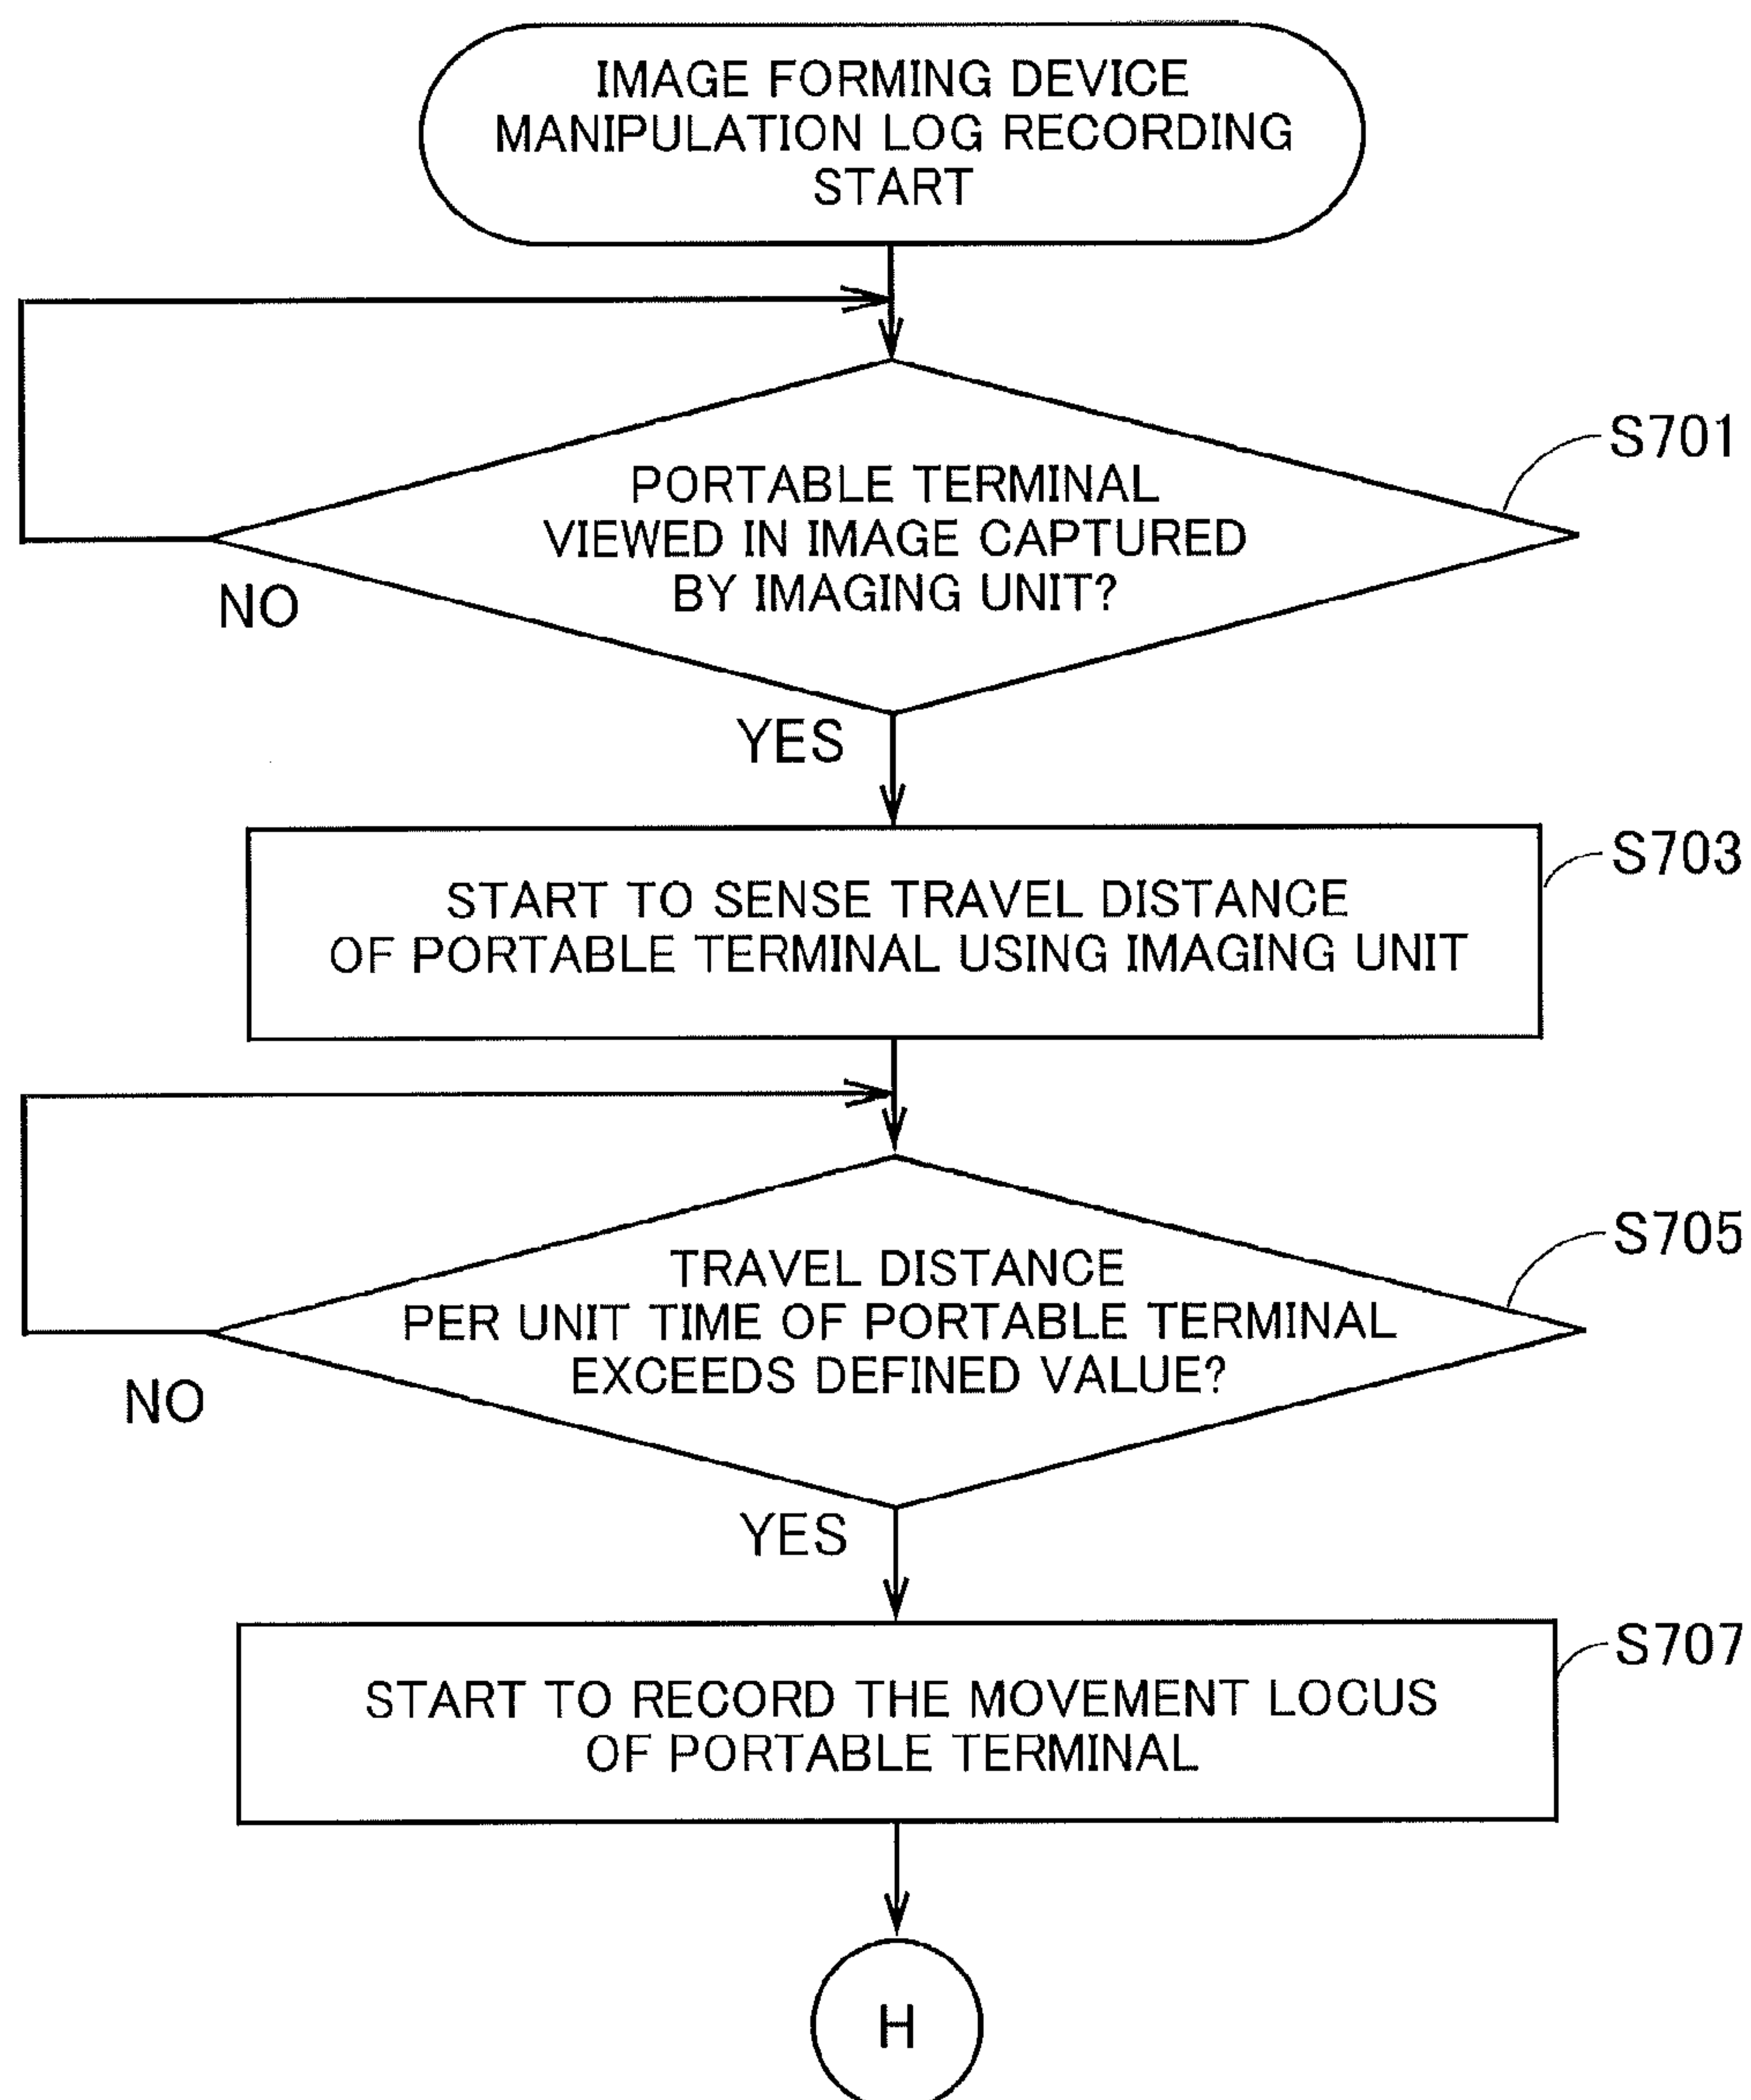 IMAGE FORMING DEVICE
MANIPULATION LOG RECORDING
START
S701
PORTABLE TERMINAL
VIEWED IN IMAGE CAPTURED
BY IMAGING UNIT?
NO
YES
S703
START TO SENSE TRAVEL DISTANCE
OF PORTABLE TERMINAL USING IMAGING UNIT
S705
TRAVEL DISTANCE
PER UNIT TIME OF PORTABLE TERMINAL
EXCEEDS DEFINED VALUE?
NO
YES
S707
START TO RECORD THE MOVEMENT LOCUS
OF PORTABLE TERMINAL
H